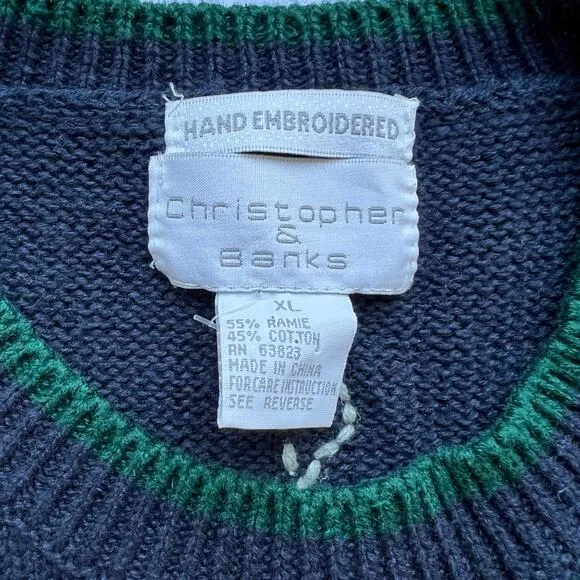 HAND EMBROIDERED
Christopher
&
Banks
XL
55% RAMIE
45% COTTON
RN 63823
MADE IN CHINA
FOR CARE INSTRUCTION
SEE REVERSE